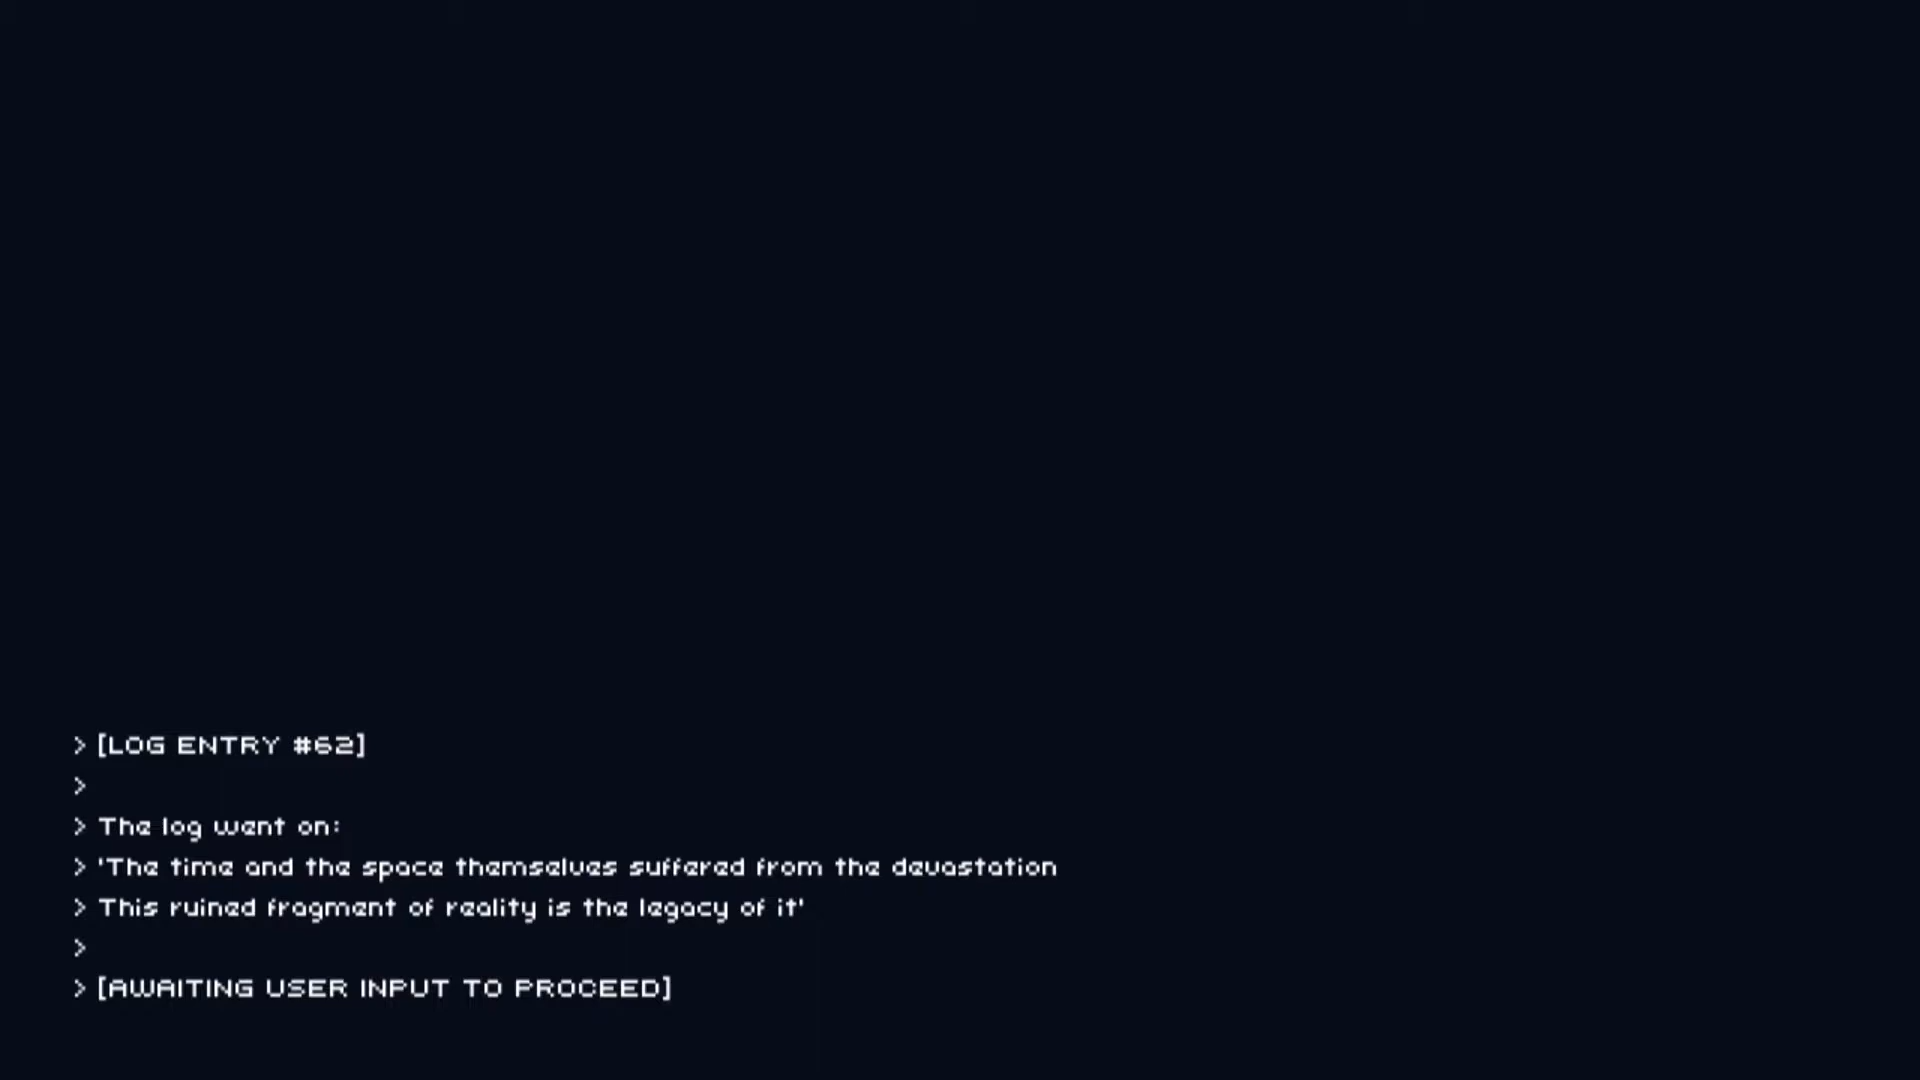 > [LOG ENTRY #62]
>
> The log went on:
> 'The time and the space themselves suffered from the devastation
> This ruined fragment of reality is the legacy of it'
>
> [AWAITING USER INPUT TO PROCEED]